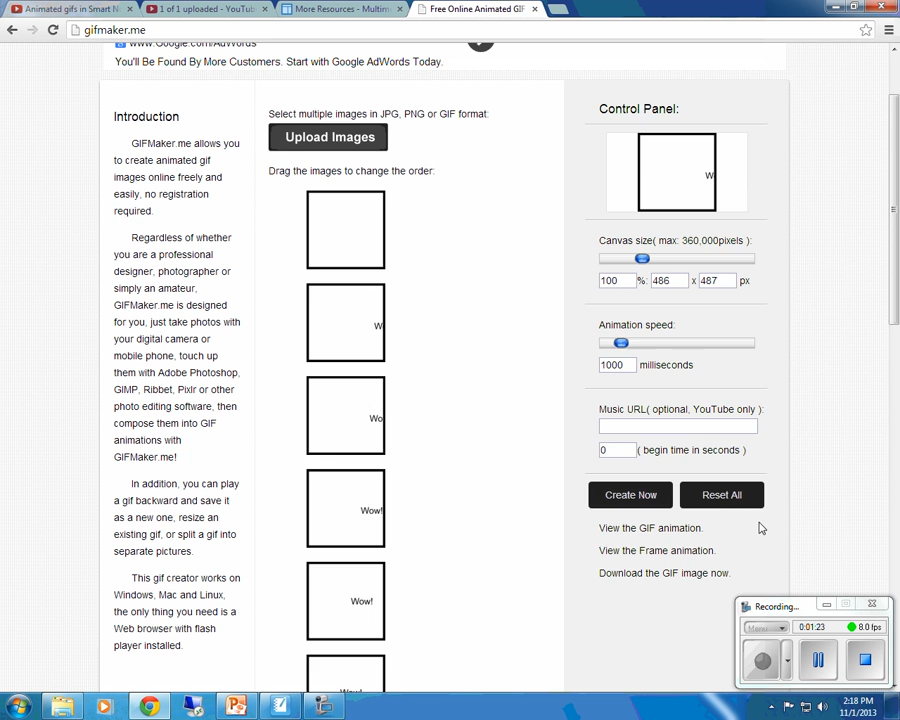 Animated gifs in Smart N
1 of 1 uploaded - YouTu
More Resources - Multim
Free Online Animated GIF
gifmaker.me
www.Google.com/AdWords
You'll Be Found By More Customers. Start with Google AdWords Today.
Introduction
GIFMaker.me allows you
to create animated gif
images online freely and
easily, no registration
required.
Regardless of whether
you are a professional
designer, photographer or
simply an amateur,
GIFMaker.me is designed
for you, just take photos with
your digital camera or
mobile phone, touch up
them with Adobe Photoshop,
GIMP, Ribbet, Pixlr or other
photo editing software, then
compose them into GIF
animations with
GIFMaker.me!
In addition, you can play
a gif backward and save it
as a new one, resize an
existing gif, or split a gif into
separate pictures.
This gif creator works on
Windows, Mac and Linux,
the only thing you need is a
Web browser with flash
player installed.
Select multiple images in JPG, PNG or GIF format:
Upload Images
Drag the images to change the order:
W
Wo
Wow!
Wow!
Wow!
Control Panel:
W
Canvas size( max: 360,000pixels ):
100 %: 486 x 487 px
Animation speed:
1000 milliseconds
Music URL( optional, YouTube only ):
0 ( begin time in seconds )
Create Now
Reset All
View the GIF animation.
View the Frame animation.
Download the GIF image now.
Recording...
Menu
0:01:23
8.0 fps
2:18 PM
11/1/2013